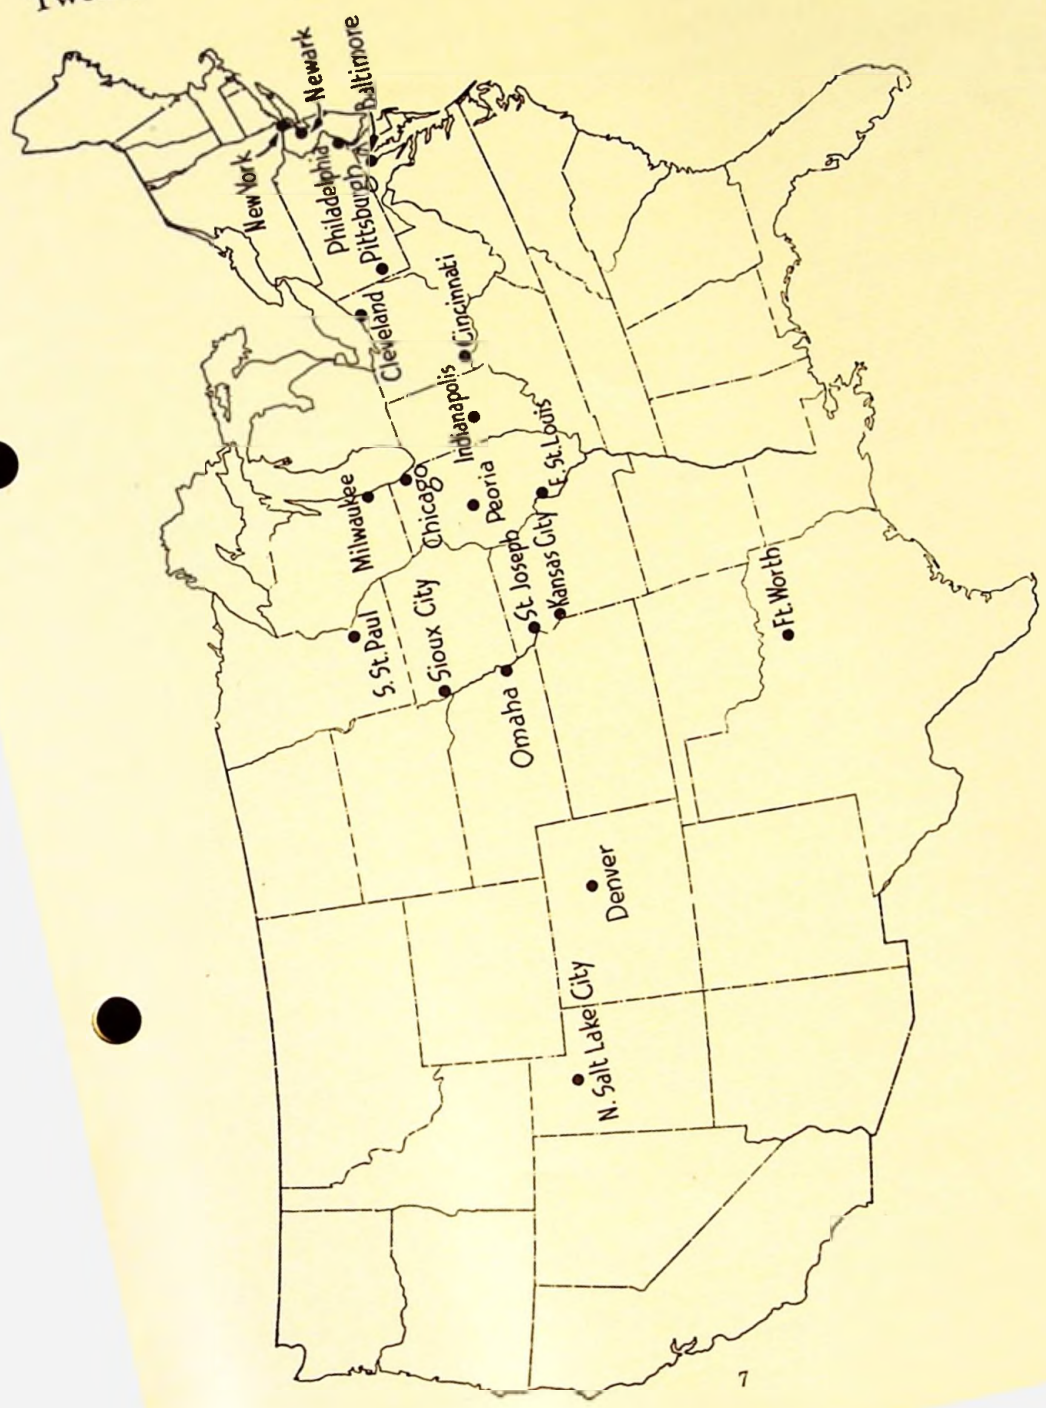 New York
Newark
Philadelphia
Baltimore
Pittsburgh
Cleveland
Cincinnati
Indianapolis
Milwaukee
Chicago
Peoria
E. St. Louis
S. St. Paul
Sioux City
St Joseph
Kansas City
Omaha
Ft. Worth
Denver
N. Salt Lake City
7